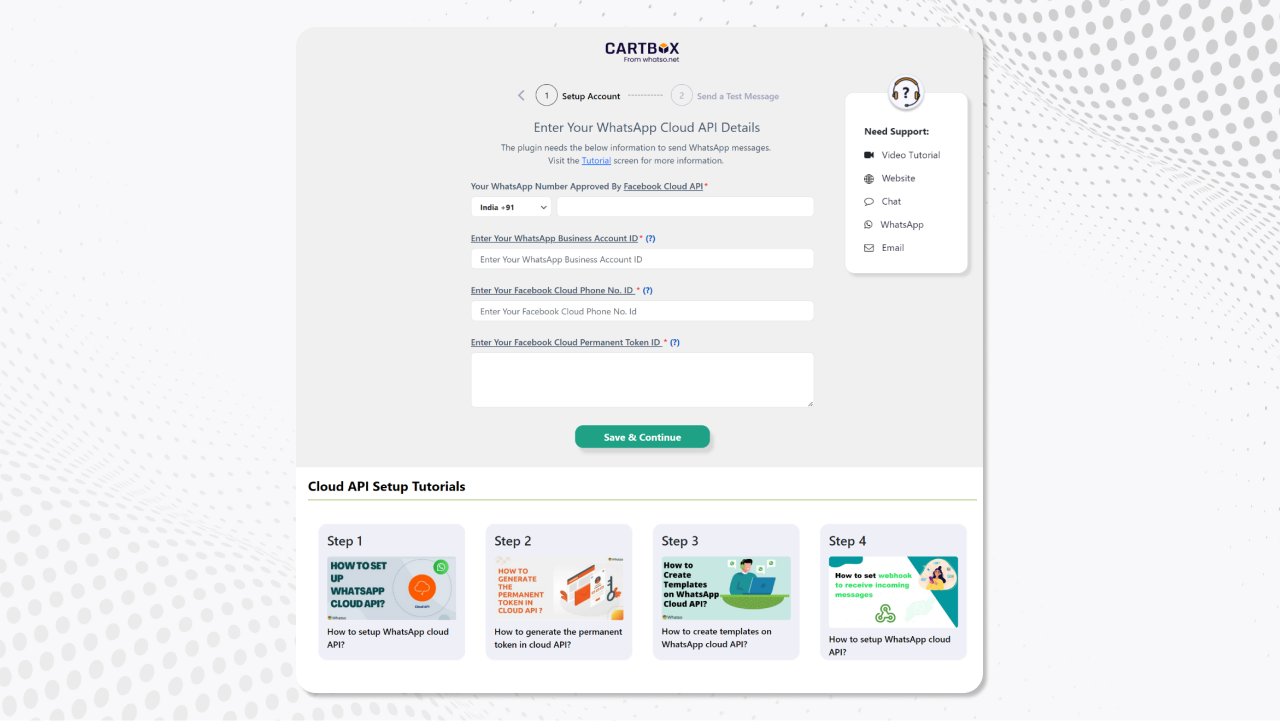 CARTBOX
From whatso.net
1 Setup Account 2 Send a Test Message
Enter Your WhatsApp Cloud API Details
The plugin needs the below information to send WhatsApp messages.
Visit the Tutorial screen for more information.
Your WhatsApp Number Approved By Facebook Cloud API*
India +91
Enter Your WhatsApp Business Account ID* (?)
Enter Your WhatsApp Business Account ID
Enter Your Facebook Cloud Phone No. ID * (?)
Enter Your Facebook Cloud Phone No. Id
Enter Your Facebook Cloud Permanent Token ID * (?)
Save & Continue
?
Need Support:
Video Tutorial
Website
Chat
WhatsApp
Email
Cloud API Setup Tutorials
Step 1
HOW TO SET
UP
WHATSAPP
CLOUD API?
Cloud API
Whatso
How to setup WhatsApp cloud
API?
Step 2
Whatso
HOW TO
GENERATE
THE
PERMANENT
TOKEN IN
CLOUD API ?
How to generate the permanent
token in cloud API?
Step 3
How to
Create
Templates
on WhatsApp
Cloud API?
Whatso
How to create templates on
WhatsApp cloud API?
Step 4
How to set webhook
to receive incoming
messages
How to setup WhatsApp cloud
API?